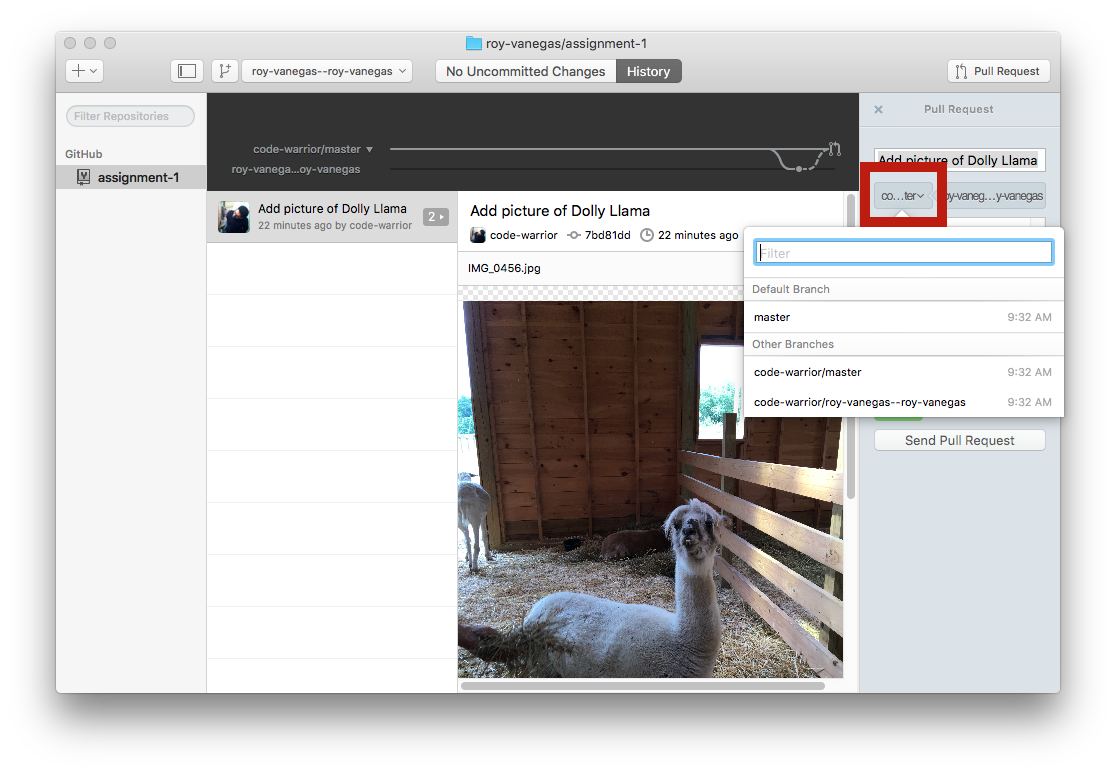 roy-vanegas/assignment-1
roy-vanegas--roy-vanegas
No Uncommitted Changes
History
Pull Request
Filter Repositories
GitHub
assignment-1
code-warrior/master
roy-vanega...oy-vanegas
Add picture of Dolly Llama
22 minutes ago by code-warrior
2
Add picture of Dolly Llama
code-warrior 7bd81dd 22 minutes ago
IMG_0456.jpg
Pull Request
Add picture of Dolly Llama
co...ter
oy-vaneg...y-vanegas
Filter
Default Branch
master 9:32 AM
Other Branches
code-warrior/master 9:32 AM
code-warrior/roy-vanegas--roy-vanegas 9:32 AM
Send Pull Request